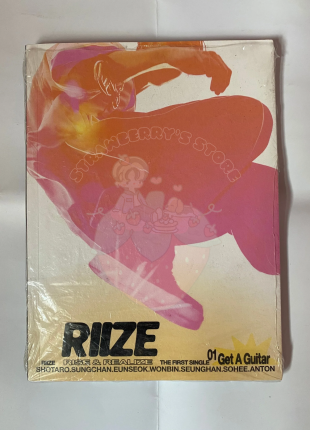 STRAWBERRY'S STORE
RIIZE
RIIZE RISE & REALIZE THE FIRST SINGLE 01 Get A Guitar
SHOTARO.SUNGCHAN.EUNSEOK.WONBIN.SEUNGHAN.SOHEE.ANTON